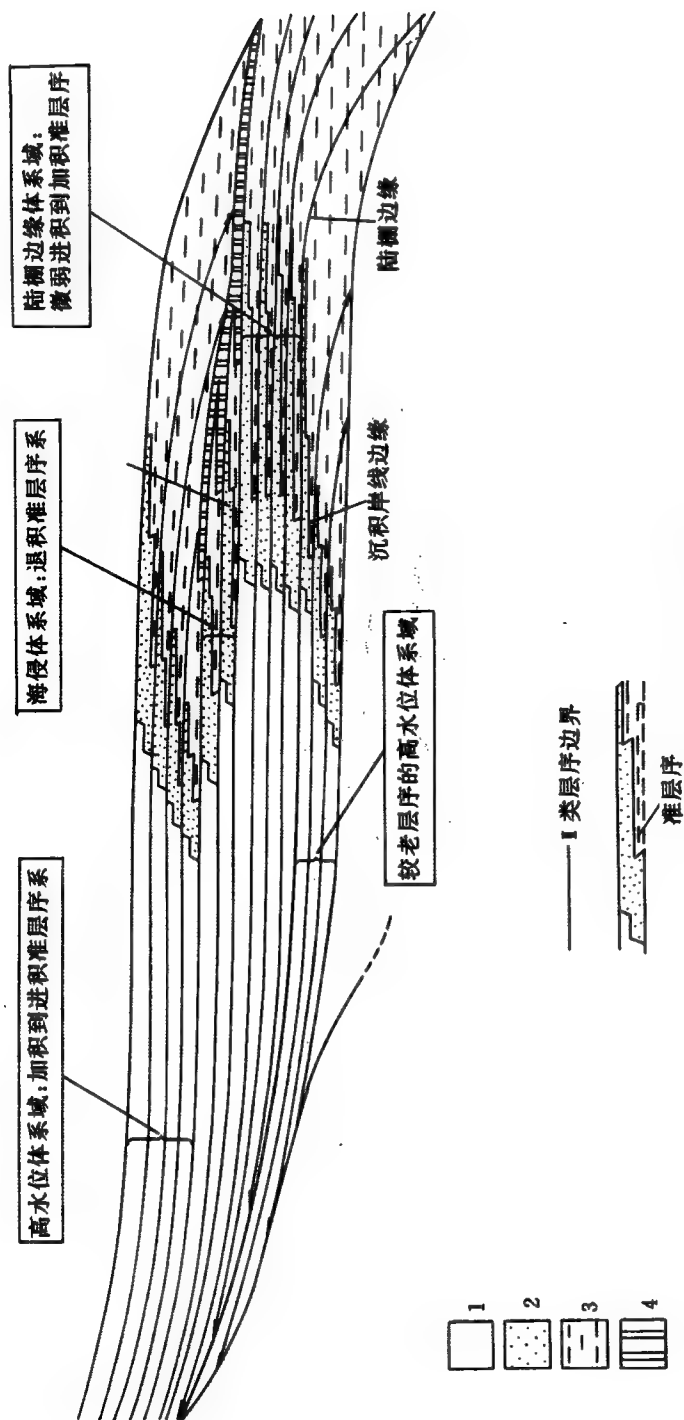 高水位体系域:加积到进积准层序系
海侵体系域:退积准层序系
陆棚边缘体系域:
微弱进积到加积准层序
较老层序的高水位体系域
沉积岸线边缘
陆棚边缘
Ⅱ类层序边界
准层序
1
2
3
4